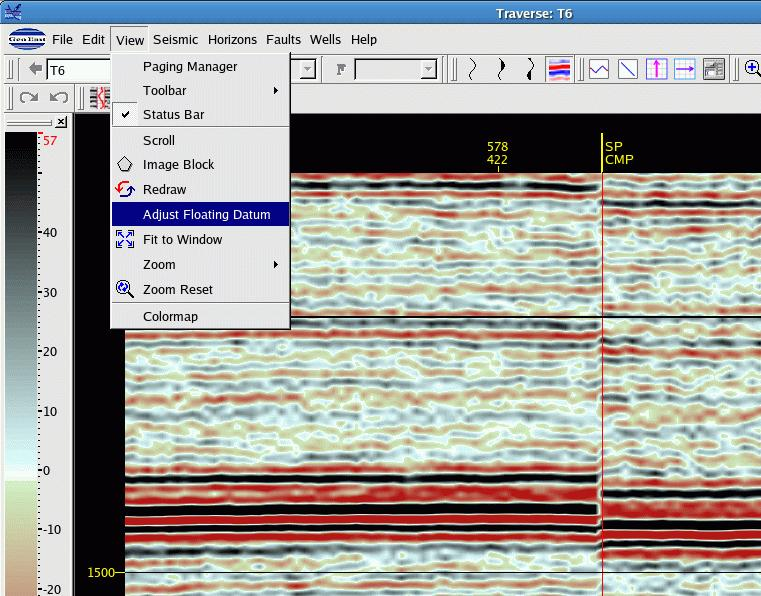 Traverse: T6
GeoEast File Edit View Seismic Horizons Faults Wells Help
T6
Paging Manager
Toolbar
Status Bar
Scroll
Image Block
Redraw
Adjust Floating Datum
Fit to Window
Zoom
Zoom Reset
Colormap
57
40
30
20
10
0
-10
-20
578
422
SP
CMP
1500